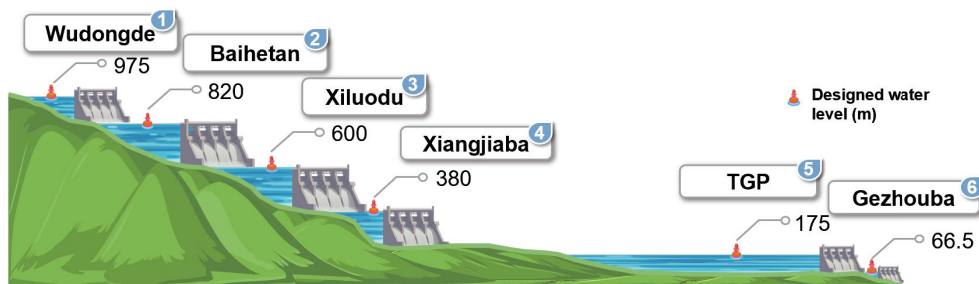 Wudongde 1
975
Baihetan 2
820
Xiluodu 3
600
Xiangjiaba 4
380
TGP 5
175
Gezhouba 6
66.5
Designed water
level (m)